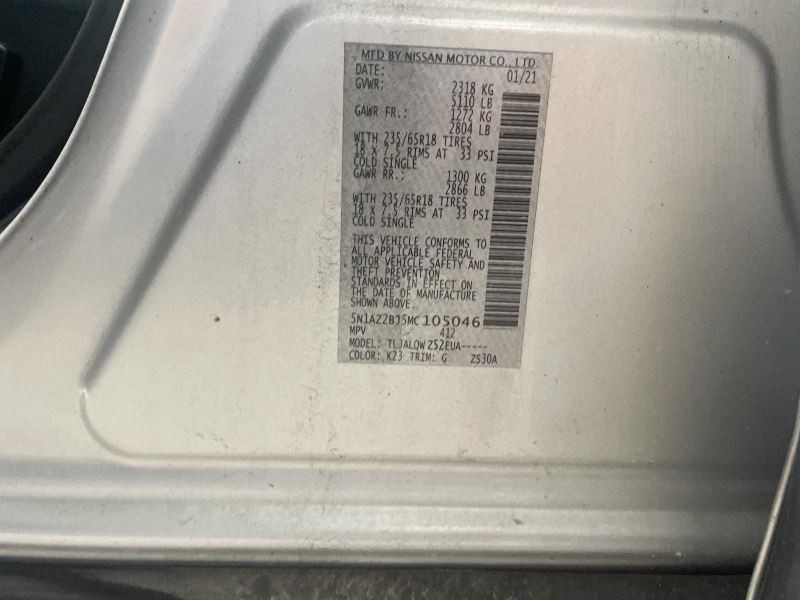 MFD BY NISSAN MOTOR CO., LTD
DATE: 01/21
GVWR: 2318 KG
5110 LB
GAWR FR.: 1272 KG
2804 LB
WITH 235/65R18 TIRES
18 X 7.5 RIMS AT 33 PSI
COLD SINGLE
GAWR RR.: 1300 KG
2866 LB
WITH 235/65R18 TIRES
18 X 7.5 RIMS AT 33 PSI
COLD SINGLE
THIS VEHICLE CONFORMS TO
ALL APPLICABLE FEDERAL
MOTOR VEHICLE SAFETY AND
THEFT PREVENTION
STANDARDS IN EFFECT ON
THE DATE OF MANUFACTURE
SHOWN ABOVE.
5N1AZ2BJ5MC105046
MPV 412
MODEL: TLJALQWZ52EUA-----
COLOR: K23 TRIM: G ZS30A